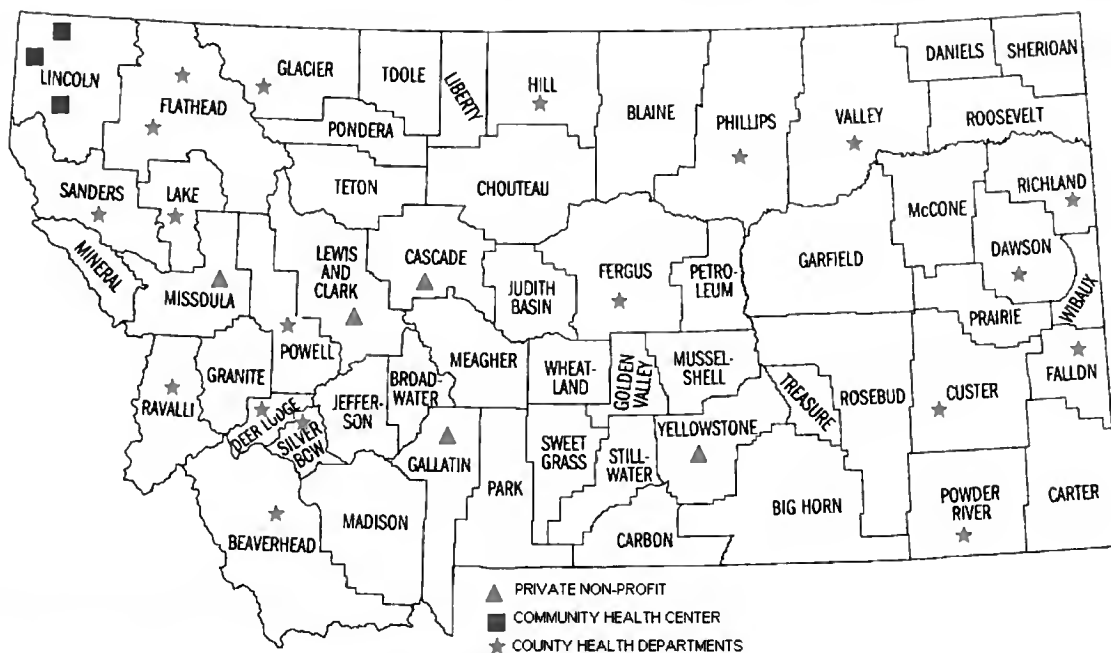 LINCOLN
FLATHEAD
GLACIER
TOOLE
LIBERTY
HILL
BLAINE
PHILLIPS
VALLEY
DANIELS
SHERIOAN
ROOSEVELT
PONDERA
TETON
CHOUTEAU
SANDERS
LAKE
MINERAL
MISSDULA
LEWIS
AND
CLARK
CASCADE
JUDITH
BASIN
FERGUS
PETRO-
LEUM
GARFIELD
McCONE
RICHLAND
DAWSON
WIBAUX
PRAIRIE
POWELL
GRANITE
RAVALLI
DEER LODGE
SILVER
BCW
JEFFER-
SON
BROAD-
WATER
MEAGHER
WHEAT-
LAND
GOLDEN
VALLEY
MUSSEL-
SHELL
TREASURE
ROSEBUD
CUSTER
FALLDN
GALLATIN
PARK
SWEET
GRASS
STILL-
WATER
YELLOWSTONE
BIG HORN
POWDER
RIVER
CARTER
BEAVERHEAD
MADISON
CARBON
PRIVATE NON-PROFIT
COMMUNITY HEALTH CENTER
COUNTY HEALTH DEPARTMENTS